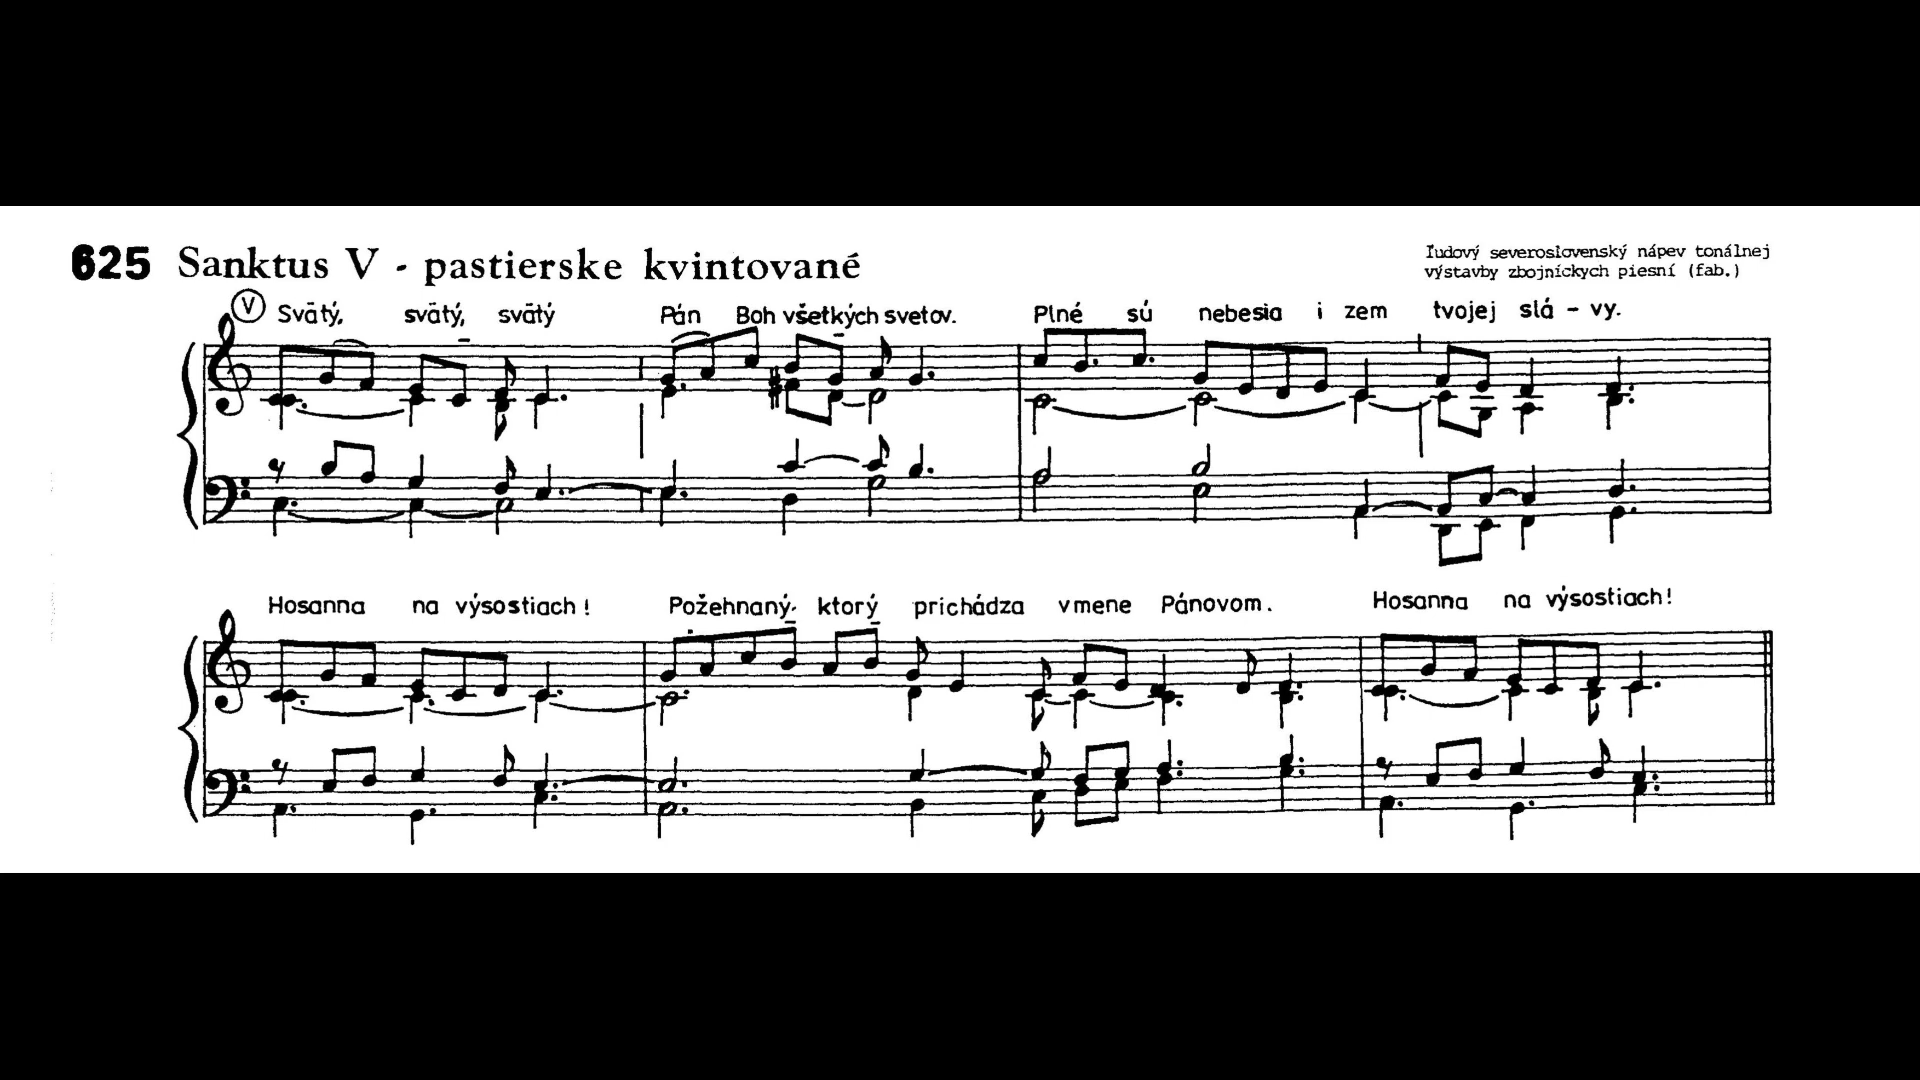 625 Sanktus V - pastierske kvintované
ľudový severoslovenský nápev tonálnej
výstavby zbojníckych piesní (fab.)
V Svätý, svätý, svätý Pán Boh všetkých svetov. Plné sú nebesia i zem tvojej slá - vy.
Hosanna na výsostiach! Požehnaný, ktorý prichádza v mene Pánovom. Hosanna na výsostiach!